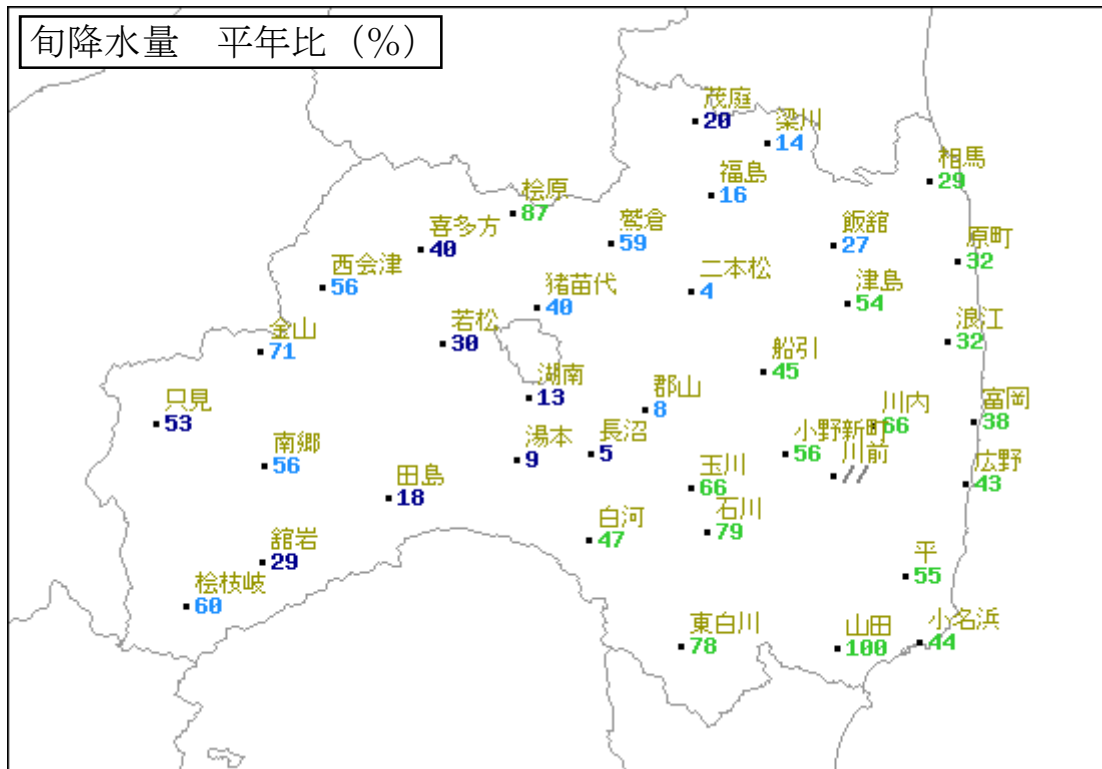 旬降水量　平年比（%）
茂庭
20
梁川
14
相馬
29
福島
16
桧原
87
鷲倉
59
喜多方
40
飯舘
27
原町
32
西会津
56
二本松
4
津島
54
猪苗代
40
若松
30
金山
71
浪江
32
船引
45
湖南
13
郡山
8
只見
53
川内
66
富岡
38
南郷
56
湯本
9
長沼
5
小野新町
56
川前
//
広野
43
田島
18
玉川
66
石川
79
白河
47
舘岩
29
平
55
桧枝岐
60
東白川
78
山田
100
小名浜
44